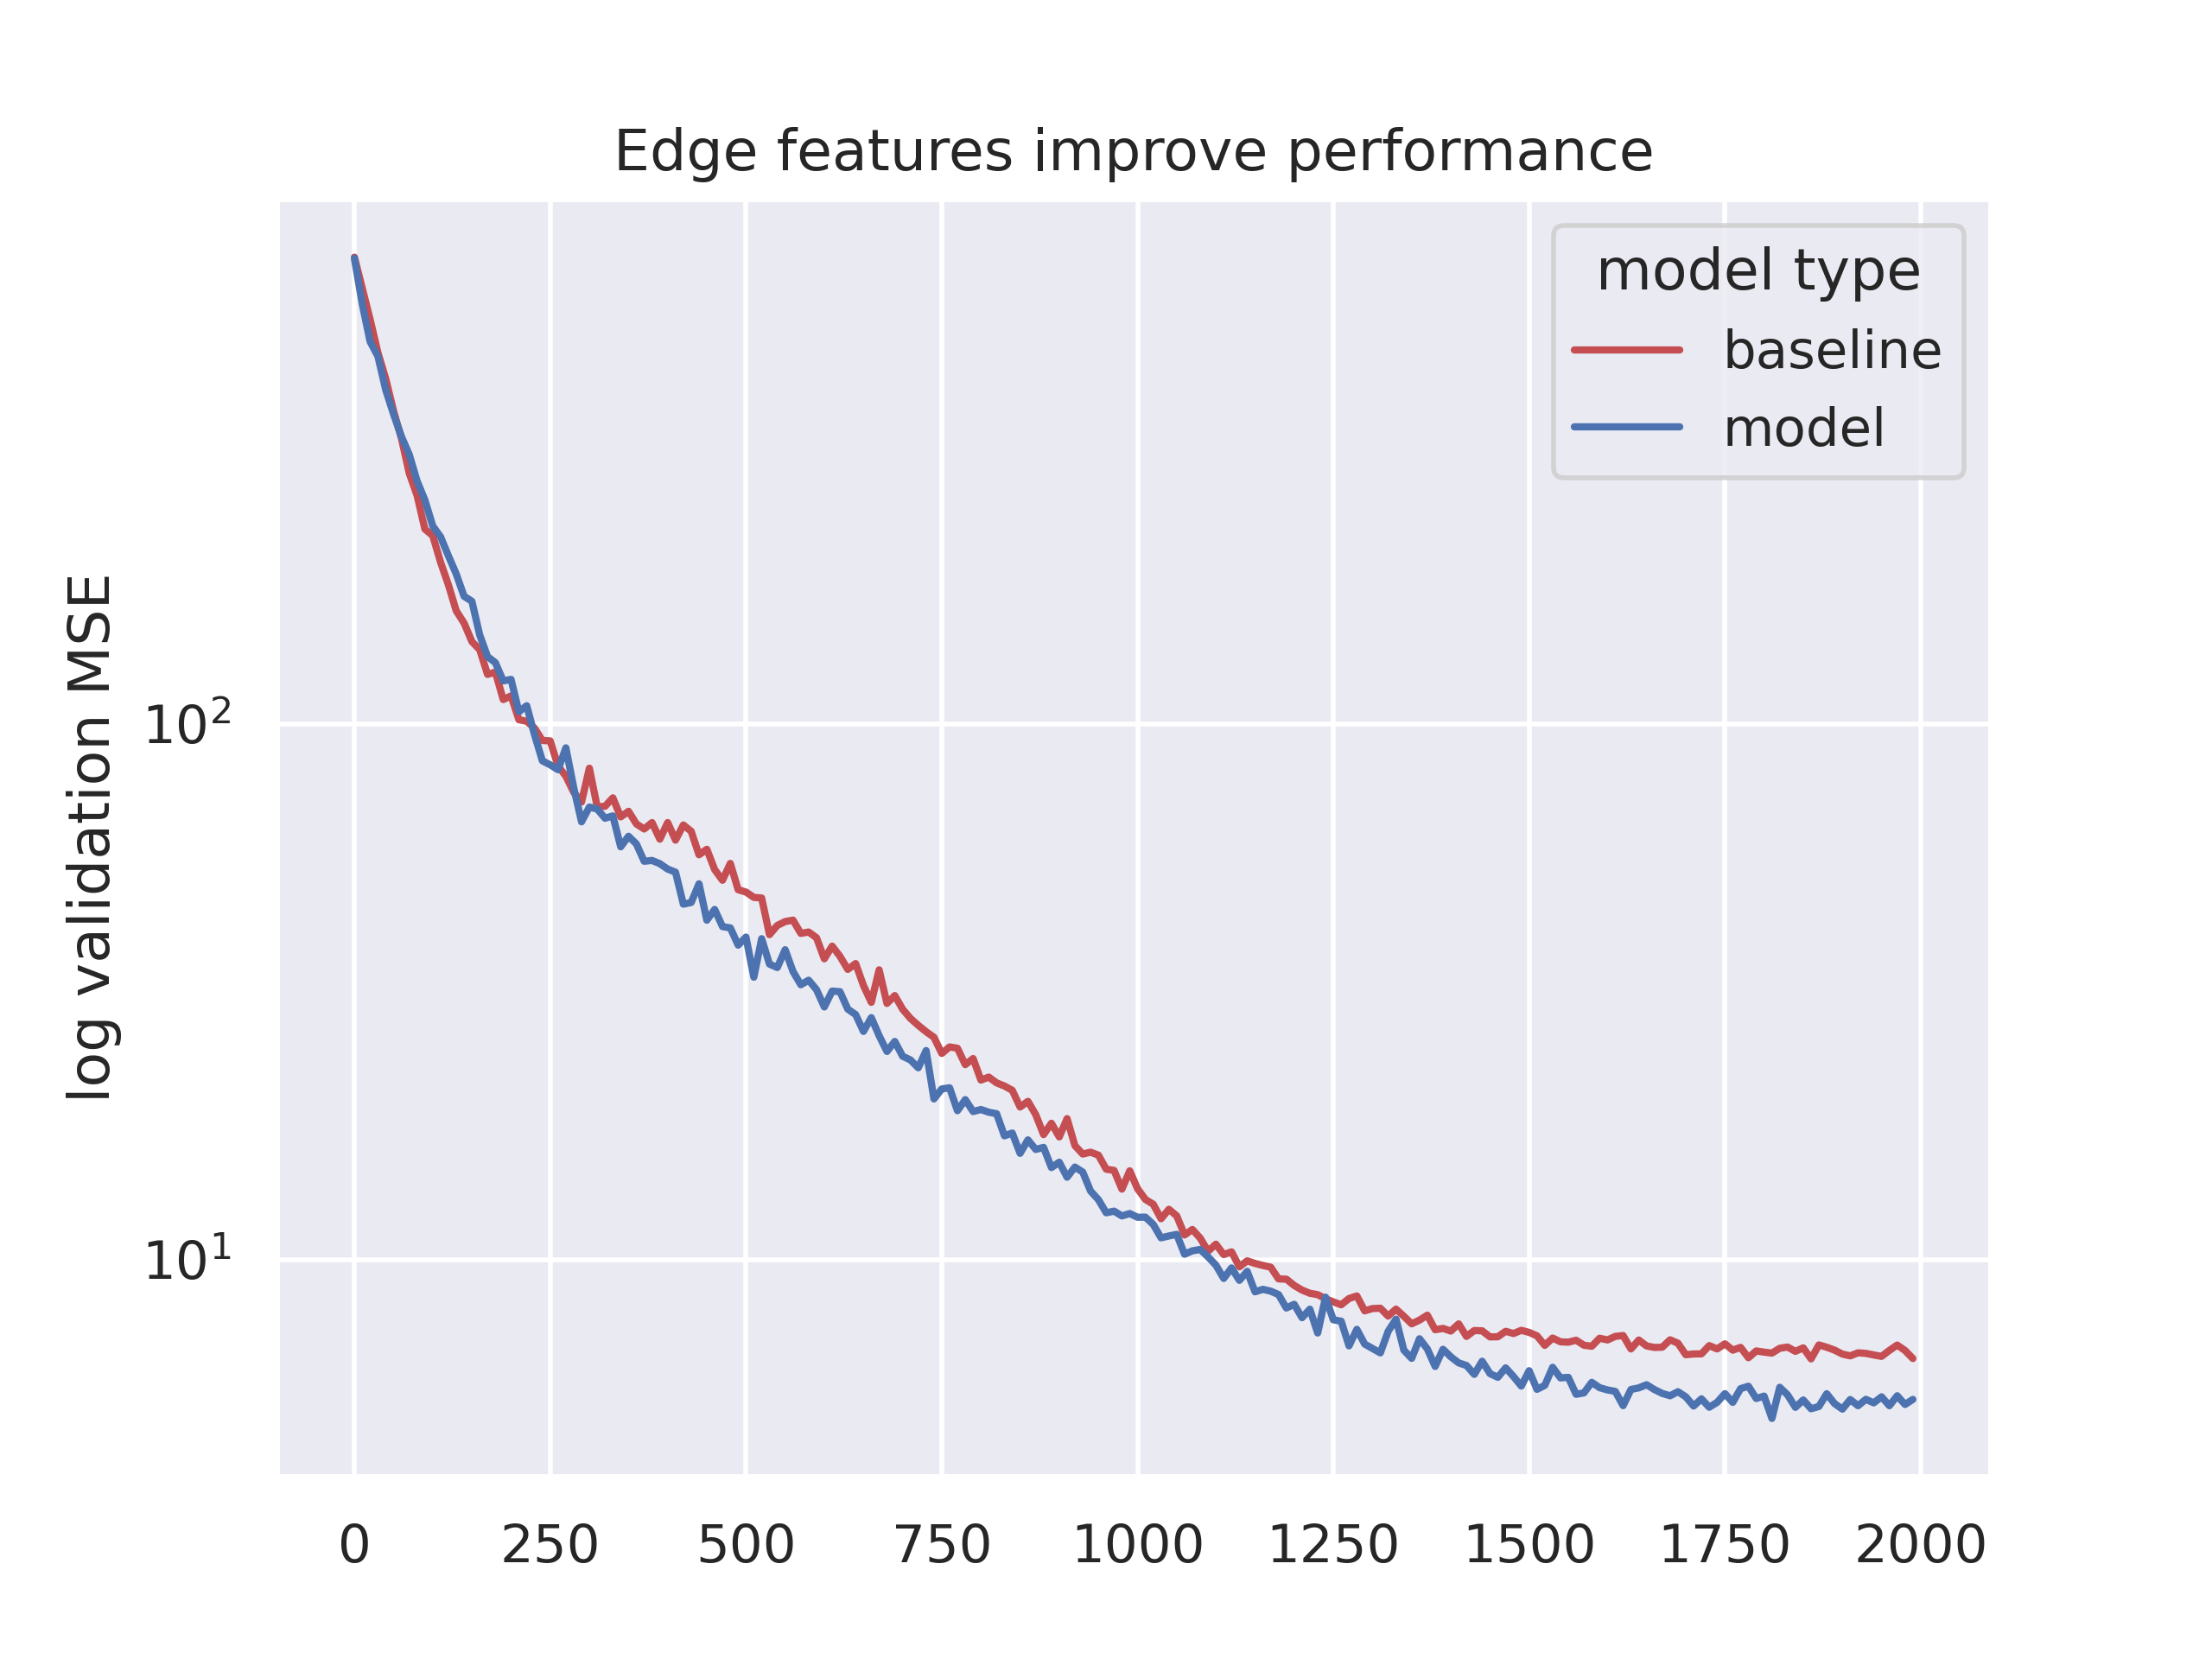 Edge features improve performance
model type
baseline
model
log validation MSE
10²
10¹
0 250 500 750 1000 1250 1500 1750 2000